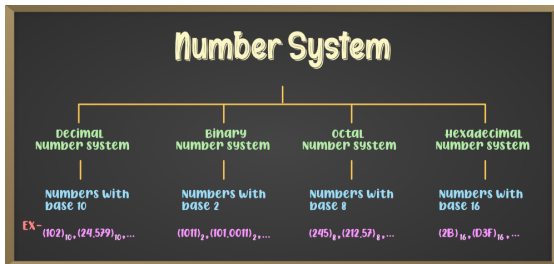 Number System
Decimal Number System
Binary Number System
Octal Number System
Hexadecimal Number System
Numbers with base 10
Numbers with base 2
Numbers with base 8
Numbers with base 16
EX- (102)₁₀,(24.579)₁₀,...
(1011)₂,(101.0011)₂,...
(245)₈,(212.57)₈,...
(2B)₁₆,(D3F)₁₆,...